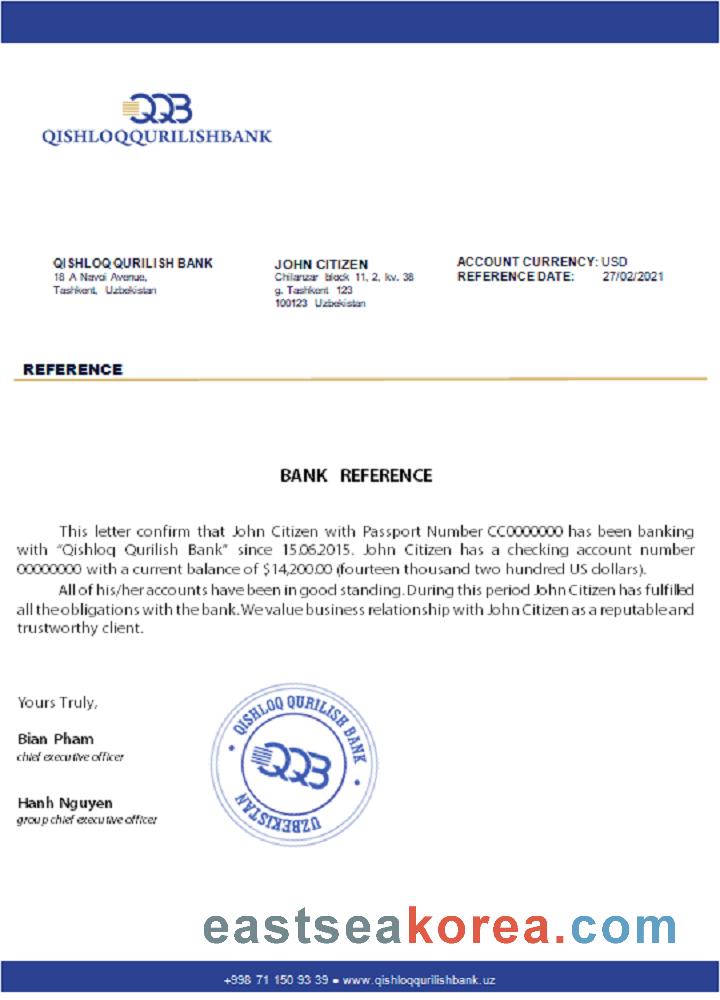 QQB
QISHLOQQURILISHBANK
QISHLOQ QURILISH BANK
18 A Navoi Avenue,
Tashkent, Uzbekistan
JOHN CITIZEN
Chilanzar block 11, 2, kv. 38
g. Tashkent 123
100123 Uzbekistan
ACCOUNT CURRENCY: USD
REFERENCE DATE: 27/02/2021
REFERENCE
BANK REFERENCE
This letter confirm that John Citizen with Passport Number CC0000000 has been banking
with “Qishloq Qurilish Bank” since 15.06.2015. John Citizen has a checking account number
00000000 with a current balance of $14,200.00 (fourteen thousand two hundred US dollars).
All of his/her accounts have been in good standing. During this period John Citizen has fulfilled
all the obligations with the bank. We value business relationship with John Citizen as a reputable and
trustworthy client.
Yours Truly,
Bian Pham
chief executive officer
Hanh Nguyen
group chief executive officer
QISHLOQ QURILISH BANK
QQB
UZBEKISTAN
eastseakorea.com
+998 71 150 93 39 • www.qishloqqurilishbank.uz